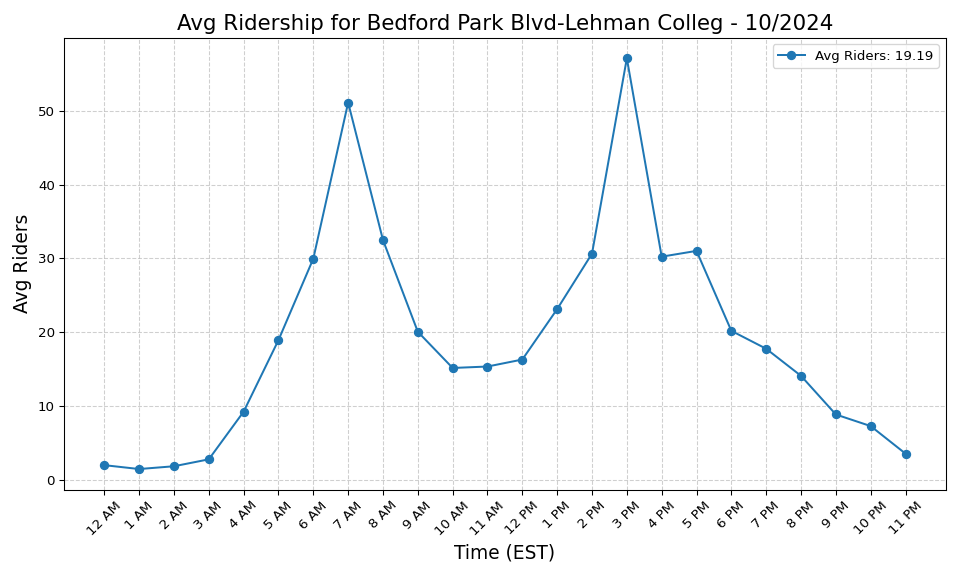 Avg Ridership for Bedford Park Blvd-Lehman Colleg - 10/2024
Avg Riders: 19.19
Avg Riders
50
40
30
20
10
0
12 AM
1 AM
2 AM
3 AM
4 AM
5 AM
6 AM
7 AM
8 AM
9 AM
10 AM
11 AM
12 PM
1 PM
2 PM
3 PM
4 PM
5 PM
6 PM
7 PM
8 PM
9 PM
10 PM
11 PM
Time (EST)